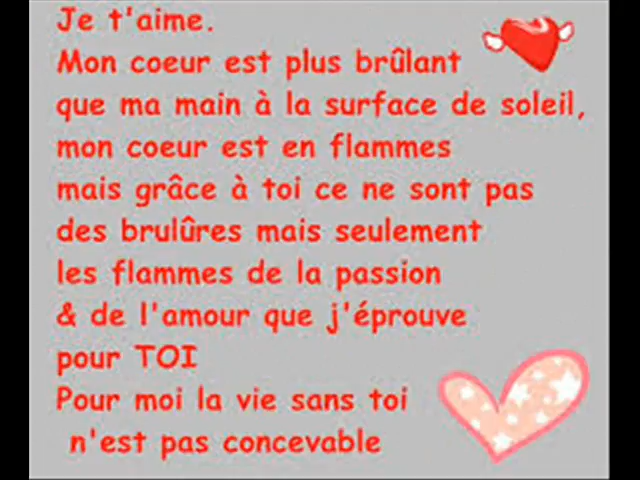 Je t'aime.
Mon coeur est plus brûlant
que ma main à la surface de soleil,
mon coeur est en flammes
mais grâce à toi ce ne sont pas
des brulûres mais seulement
les flammes de la passion
& de l'amour que j'éprouve
pour TOI
Pour moi la vie sans toi
n'est pas concevable